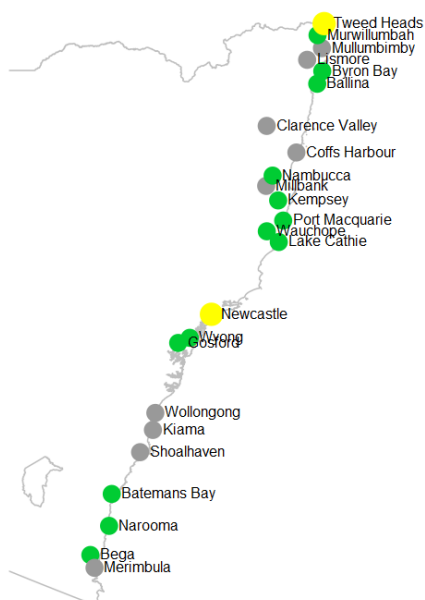 Tweed Heads
Murwillumbah
Mullumbimby
Lismore
Byron Bay
Ballina
Clarence Valley
Coffs Harbour
Nambucca
Millbank
Kempsey
Port Macquarie
Wauchope
Lake Cathie
Newcastle
Wyong
Gosford
Wollongong
Kiama
Shoalhaven
Batemans Bay
Narooma
Bega
Merimbula